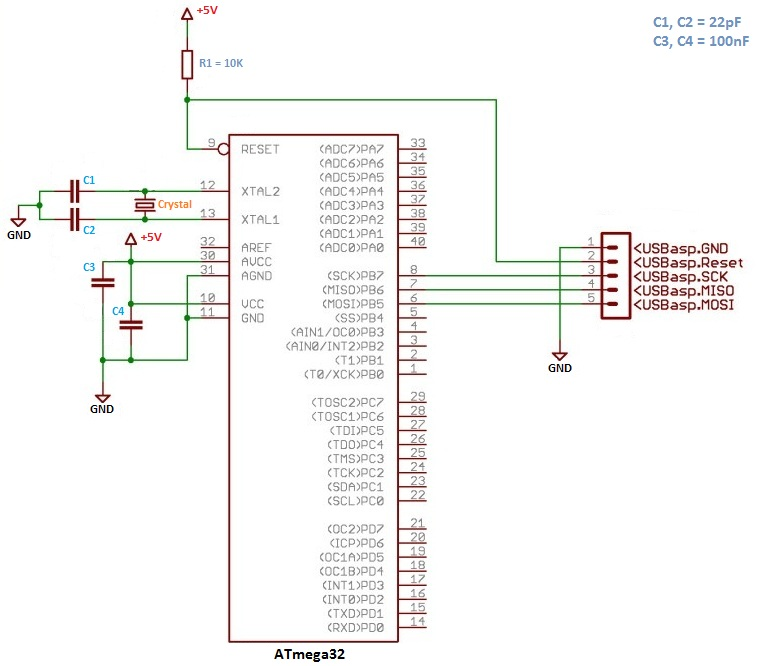 +5V
C1, C2 = 22pF
C3, C4 = 100nF
R1 = 10K
9 RESET
12 XTAL2
13 XTAL1
32 AREF
30 AVCC
31 AGND
10 VCC
11 GND
C1
C2
Crystal
GND
+5V
C3
C4
GND
(ADC7)PA7 33
(ADC6)PA6 34
(ADC5)PA5 35
(ADC4)PA4 36
(ADC3)PA3 37
(ADC2)PA2 38
(ADC1)PA1 39
(ADC0)PA0 40
(SCK)PB7 8
(MISO)PB6 7
(MOSI)PB5 6
(SS)PB4 5
(AIN1/OC0)PB3 4
(AIN0/INT2)PB2 3
(T1)PB1 2
(T0/XCK)PB0 1
(TOSC2)PC7 29
(TOSC1)PC6 28
(TDI)PC5 27
(TDO)PC4 26
(TMS)PC3 25
(TCK)PC2 24
(SDA)PC1 23
(SCL)PC0 22
(OC2)PD7 21
(ICP)PD6 20
(OC1A)PD5 19
(OC1B)PD4 18
(INT1)PD3 17
(INT0)PD2 16
(TXD)PD1 15
(RXD)PD0 14
1 <USBasp.GND
2 <USBasp.Reset
3 <USBasp.SCK
4 <USBasp.MISO
5 <USBasp.MOSI
GND
ATmega32